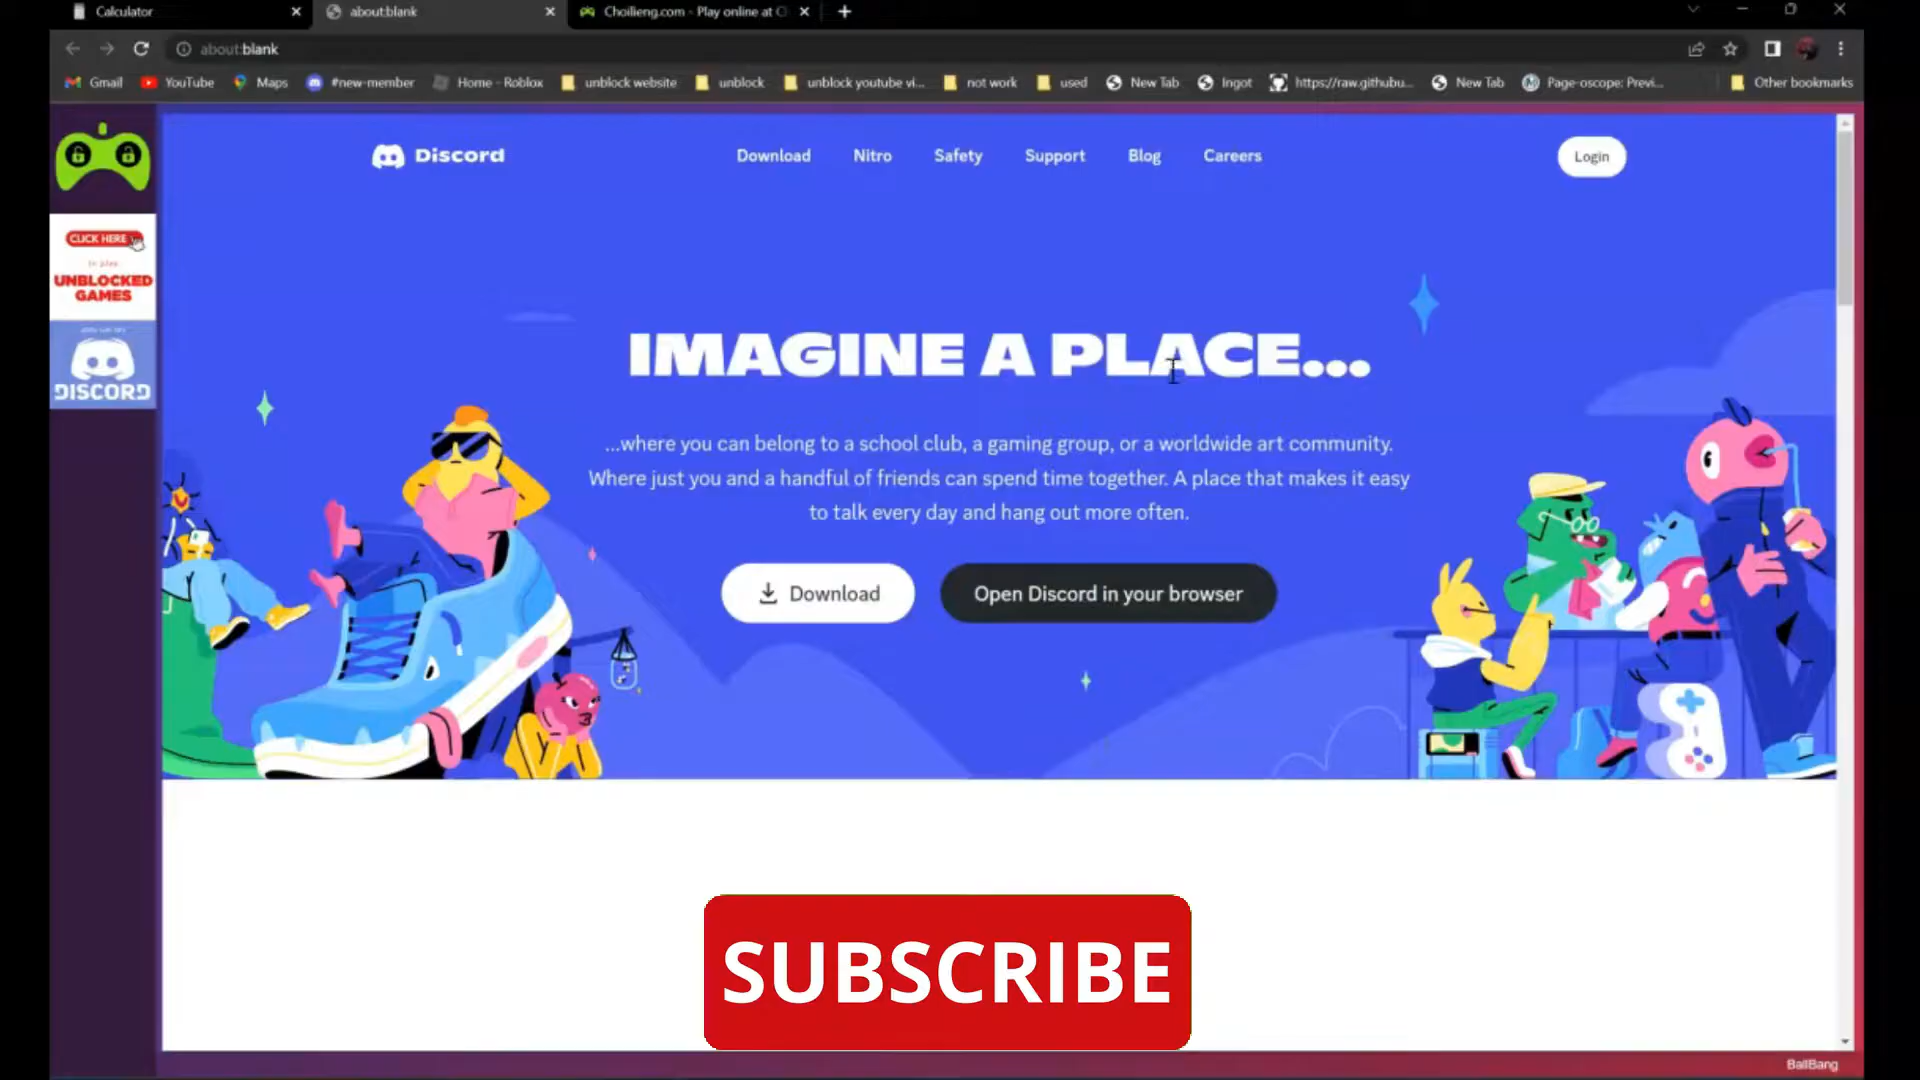 Calculator
about:blank
Choilieng.com - Play online at
about:blank
Gmail
YouTube
Maps
#new-member
Home - Roblox
unblock website
unblock
unblock youtube vi...
not work
used
New Tab
Ingot
https://raw.githubu...
New Tab
Page-oscope: Previ...
Other bookmarks
Discord
Download
Nitro
Safety
Support
Blog
Careers
Login
CLICK HERE
to play
UNBLOCKED
GAMES
DISCORD
IMAGINE A PLACE...
...where you can belong to a school club, a gaming group, or a worldwide art community.
Where just you and a handful of friends can spend time together. A place that makes it easy
to talk every day and hang out more often.
Download
Open Discord in your browser
SUBSCRIBE
BallBang